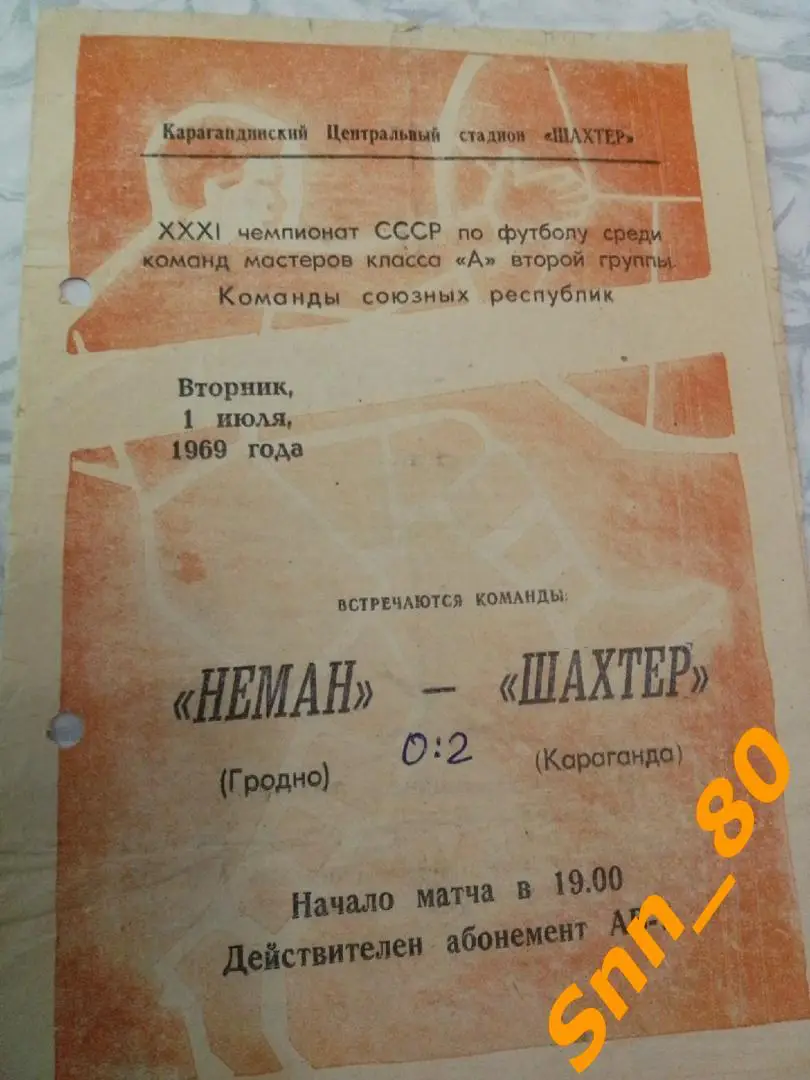 Карагандинский Центральный стадион «ШАХТЕР»
XXXI чемпионат СССР по футболу среди
команд мастеров класса «А» второй группы.
Команды союзных республик
Вторник,
1 июля,
1969 года
ВСТРЕЧАЮТСЯ КОМАНДЫ:
«НЕМАН» — «ШАХТЕР»
(Гродно) 0:2 (Караганда)
Начало матча в 19.00
Действителен абонемент
Snn_80